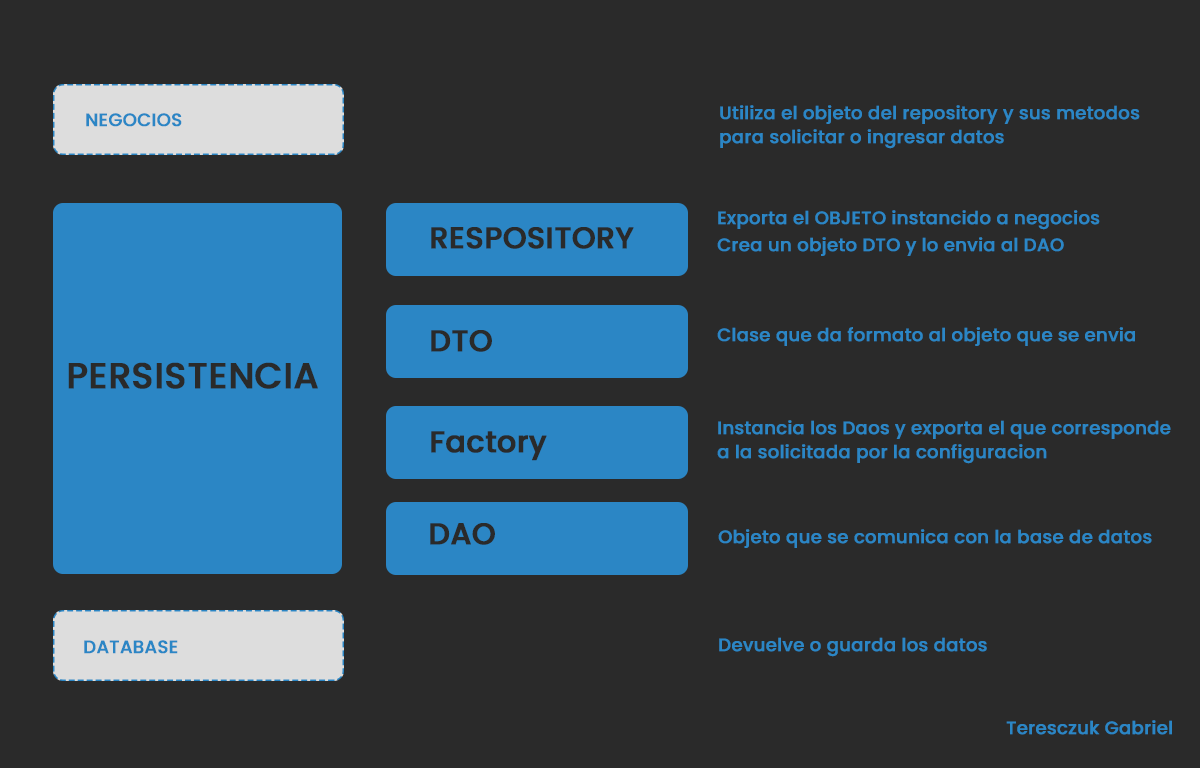 NEGOCIOS
Utiliza el objeto del repository y sus metodos
para solicitar o ingresar datos
PERSISTENCIA
RESPOSITORY
Exporta el OBJETO instancido a negocios
Crea un objeto DTO y lo envia al DAO
DTO
Clase que da formato al objeto que se envia
Factory
Instancia los Daos y exporta el que corresponde
a la solicitada por la configuracion
DAO
Objeto que se comunica con la base de datos
DATABASE
Devuelve o guarda los datos
Teresczuk Gabriel